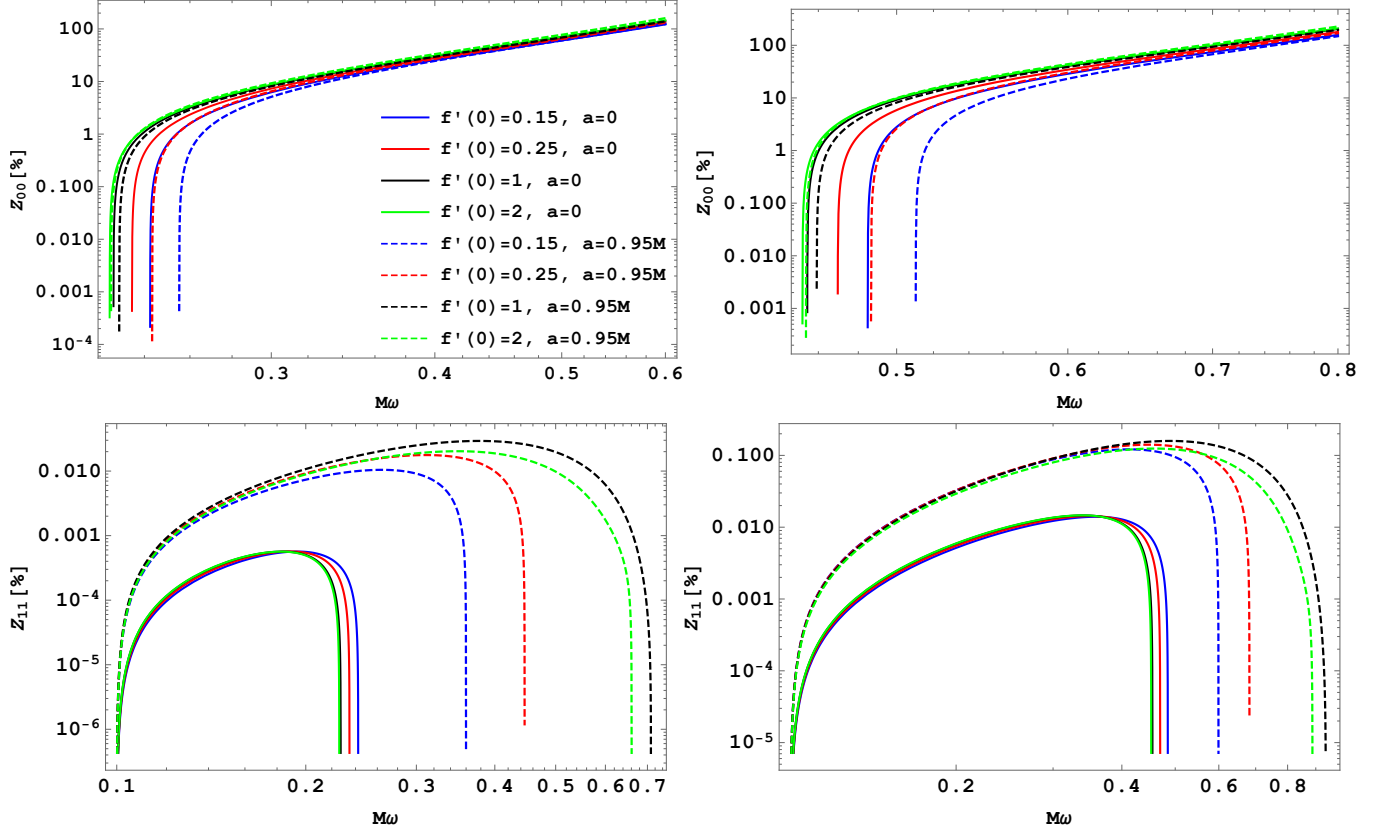 100
10
1
0.100
0.010
0.001
10⁻⁴
Z₀₀ [%]
0.3 0.4 0.5 0.6
Mω
f'(0)=0.15, a=0
f'(0)=0.25, a=0
f'(0)=1, a=0
f'(0)=2, a=0
f'(0)=0.15, a=0.95M
f'(0)=0.25, a=0.95M
f'(0)=1, a=0.95M
f'(0)=2, a=0.95M
100
10
1
0.100
0.010
0.001
Z₀₀ [%]
0.5 0.6 0.7 0.8
Mω
0.010
0.001
10⁻⁴
10⁻⁵
10⁻⁶
Z₁₁ [%]
0.1 0.2 0.3 0.4 0.5 0.6 0.7
Mω
0.100
0.010
0.001
10⁻⁴
10⁻⁵
Z₁₁ [%]
0.2 0.4 0.6 0.8
Mω